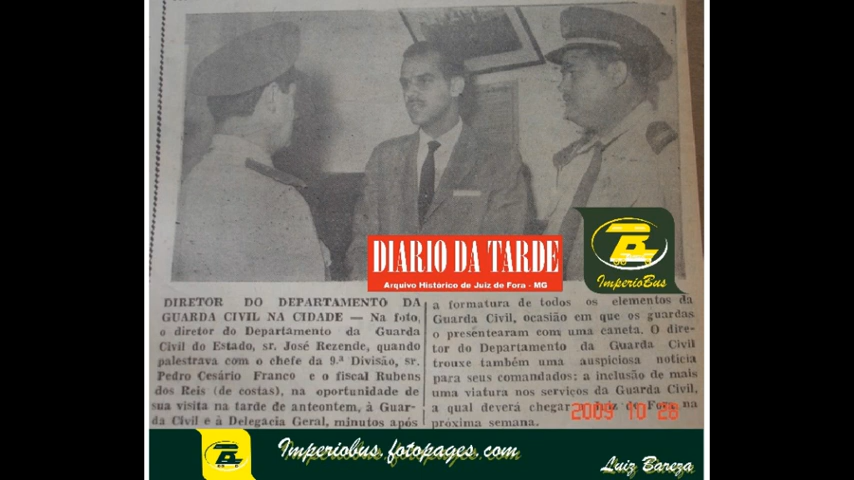 DIARIO DA TARDE
Arquivo Histórico de Juiz de Fora - MG
ImperioBus
DIRETOR DO DEPARTAMENTO DA
GUARDA CIVIL NA CIDADE — Na foto,
o diretor do Departamento da Guarda
Civil do Estado, sr. José Rezende, quando
palestrava com o chefe da 9.ª Divisão, sr.
Pedro Cesário Franco e o fiscal Rubens
dos Reis (de costas), na oportunidade de
sua visita na tarde de anteontem, à Guar-
da Civil e à Delegacia Geral, minutos após
a formatura de todos os elementos da
Guarda Civil, ocasião em que os guardas
o presentearam com uma caneta. O dire-
tor do Departamento da Guarda Civil
trouxe também uma auspiciosa noticia
para seus comandados: a inclusão de mais
uma viatura nos serviços da Guarda Civil,
a qual deverá chegar Juiz de Fora na
próxima semana.
2009 10 26
Imperiobus.fotopages.com
Luiz Bareza